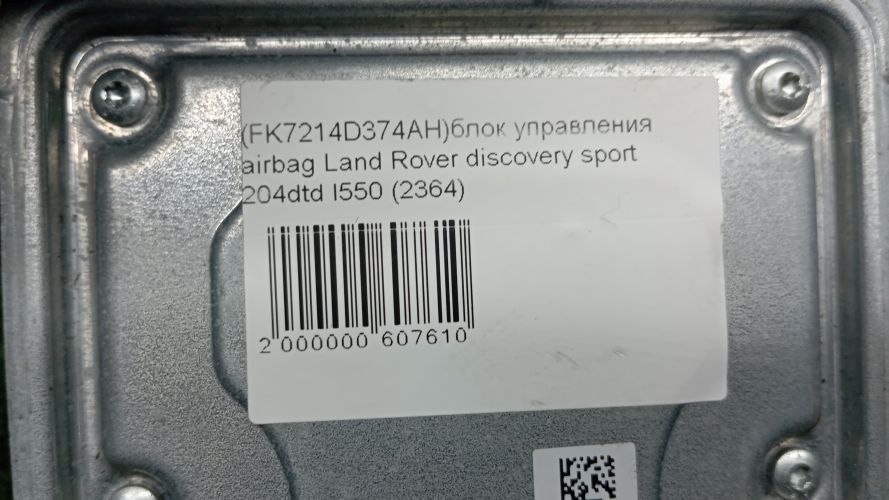 (FK7214D374AH)блок управления
airbag Land Rover discovery sport
204dtd l550 (2364)
2 000000 607610